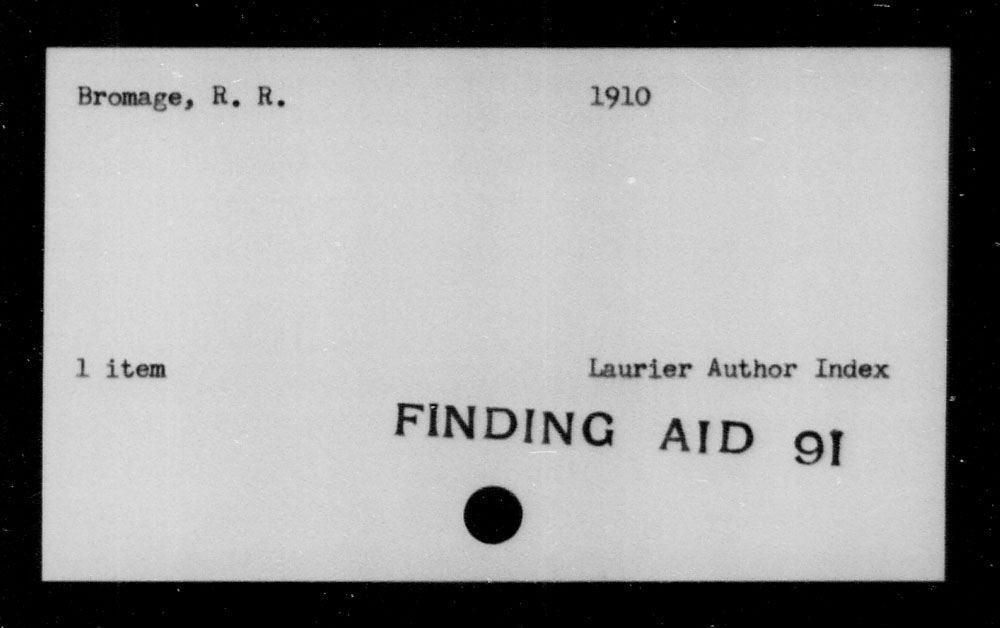 Bromage, R. R. 1910
1 item Laurier Author Index
FINDING AID 91